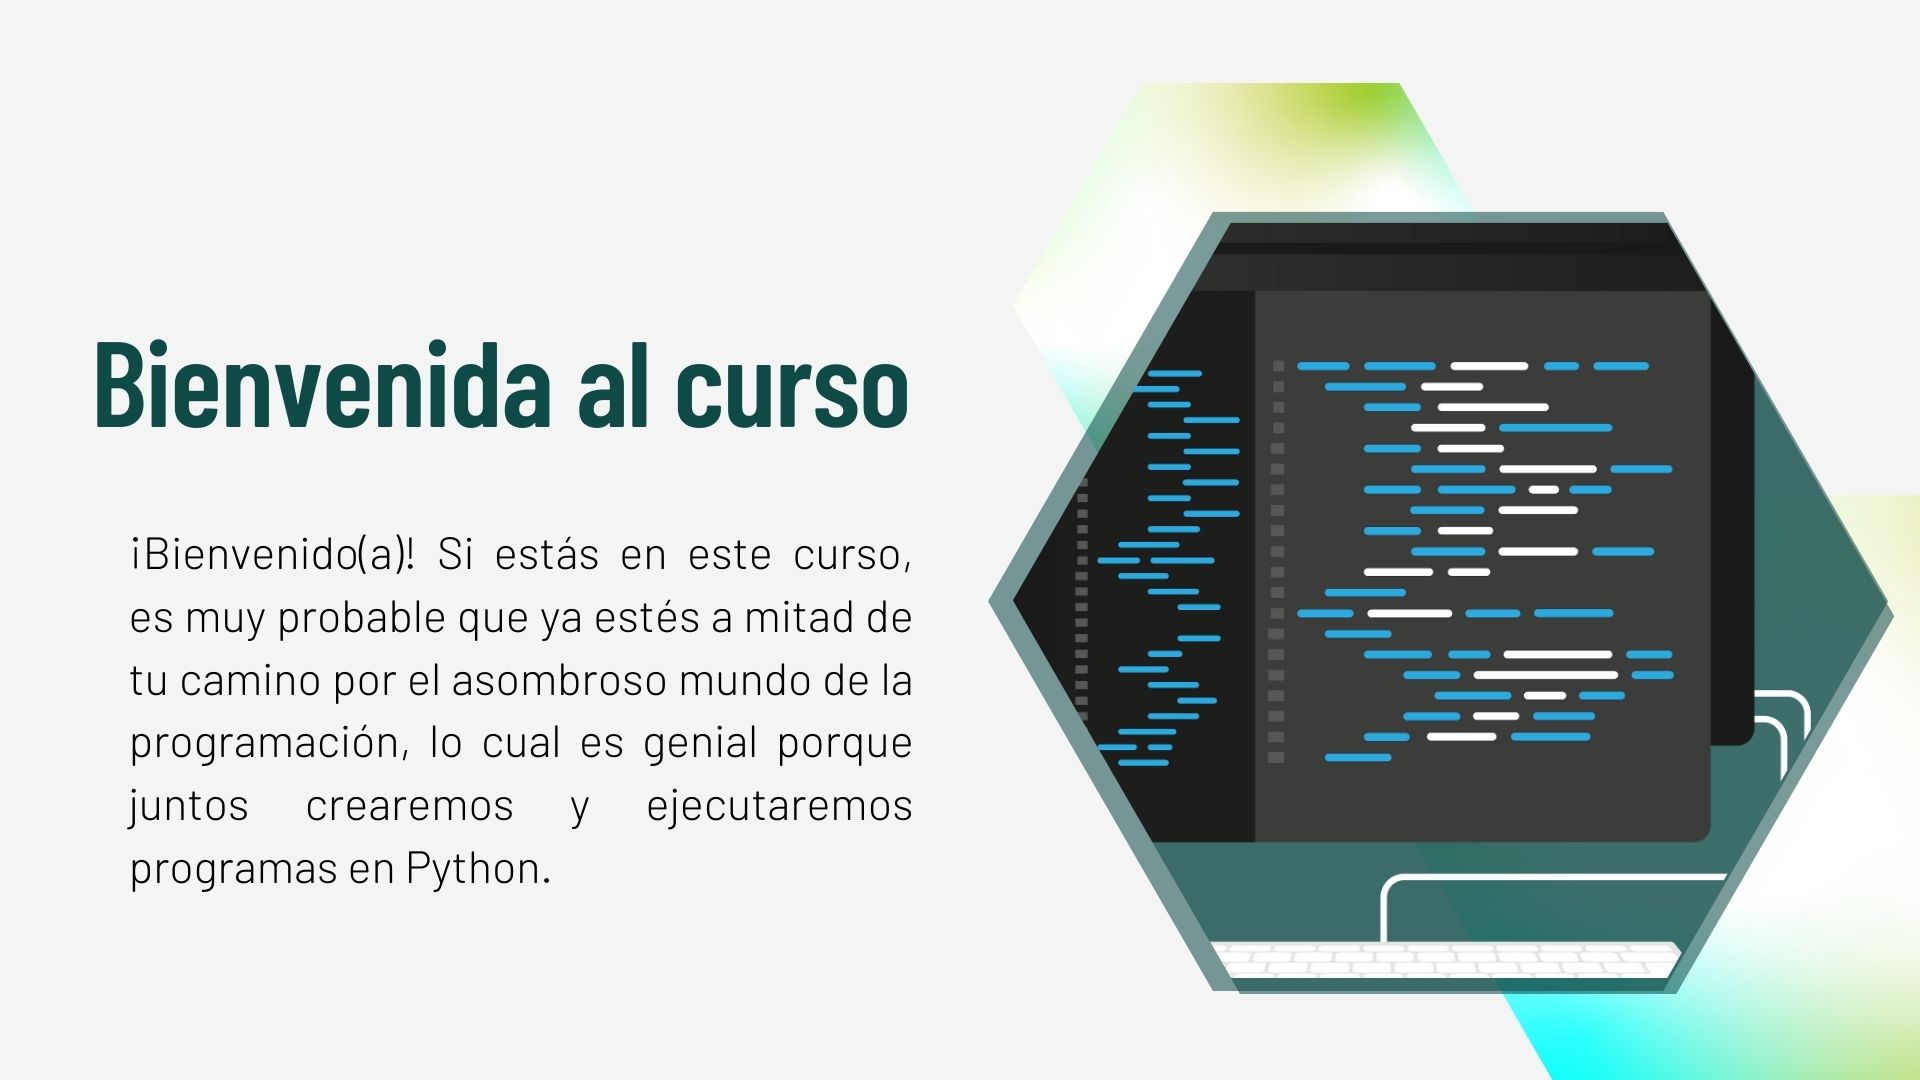 Bienvenida al curso
¡Bienvenido(a)! Si estás en este curso,
es muy probable que ya estés a mitad de
tu camino por el asombroso mundo de la
programación, lo cual es genial porque
juntos crearemos y ejecutaremos
programas en Python.